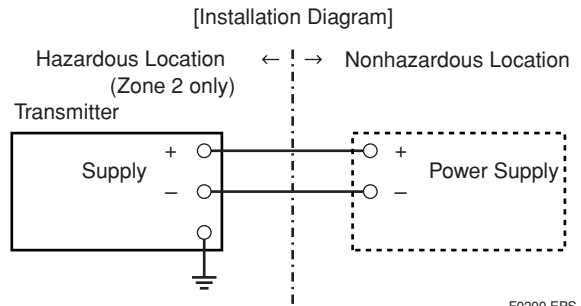 [Installation Diagram]
Hazardous Location ← → Nonhazardous Location
(Zone 2 only)
Transmitter
+ +
Supply Power Supply
– –
F0209.EPS